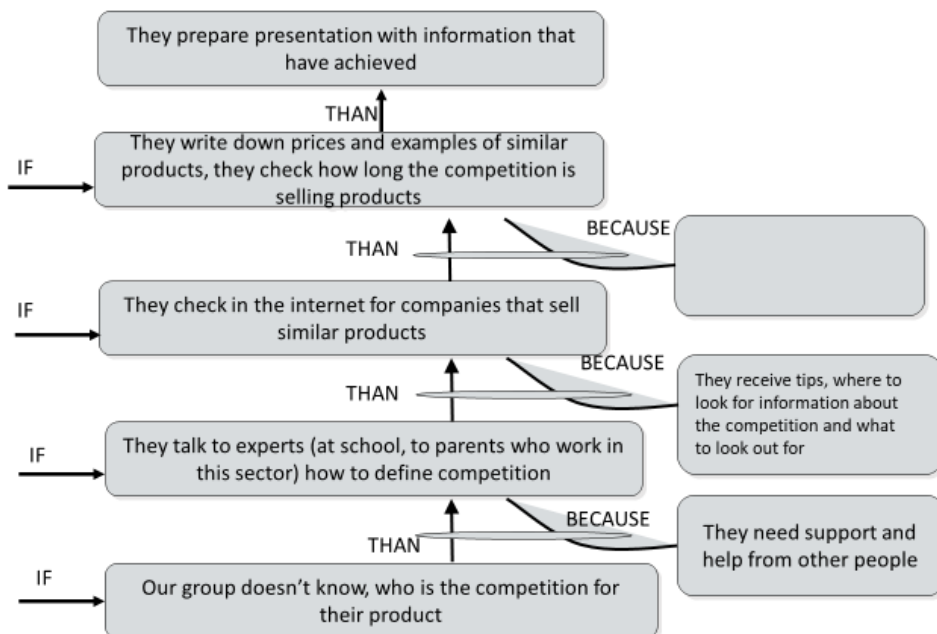 They prepare presentation with information that
have achieved
THAN
IF
They write down prices and examples of similar
products, they check how long the competition is
selling products
THAN
BECAUSE
IF
They check in the internet for companies that sell
similar products
THAN
BECAUSE
They receive tips, where to
look for information about
the competition and what
to look out for
IF
They talk to experts (at school, to parents who work in
this sector) how to define competition
THAN
BECAUSE
They need support and
help from other people
IF
Our group doesn't know, who is the competition for
their product